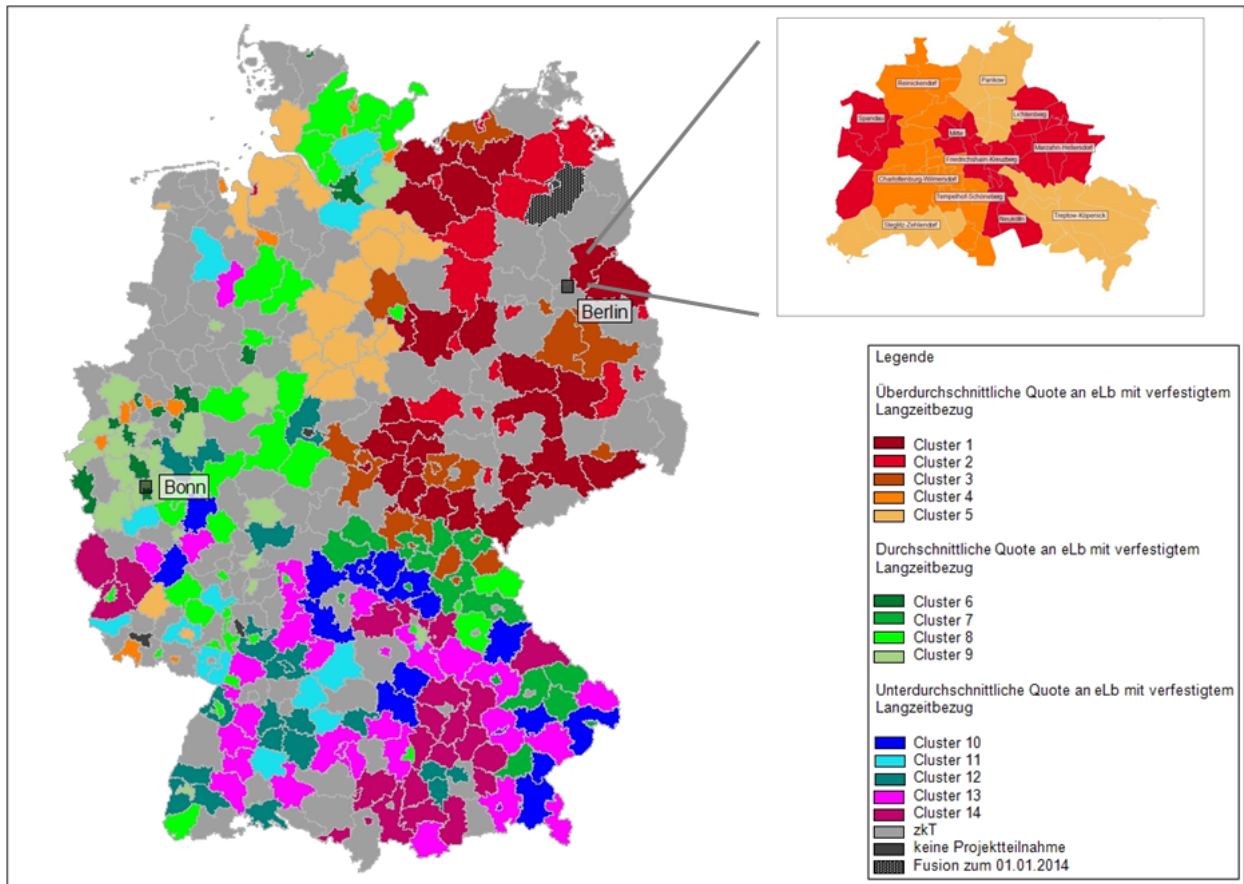 Reinickendorf
Pankow
Spandau
Lichtenberg
Mitte
Marzahn-Hellersdorf
Friedrichshain-Kreuzberg
Charlottenburg-Wilmersdorf
Tempelhof-Schöneberg
Neukölln
Treptow-Köpenick
Steglitz-Zehlendorf
Berlin
Bonn
Legende
Überdurchschnittliche Quote an eLb mit verfestigtem
Langzeitbezug
Cluster 1
Cluster 2
Cluster 3
Cluster 4
Cluster 5
Durchschnittliche Quote an eLb mit verfestigtem
Langzeitbezug
Cluster 6
Cluster 7
Cluster 8
Cluster 9
Unterdurchschnittliche Quote an eLb mit verfestigtem
Langzeitbezug
Cluster 10
Cluster 11
Cluster 12
Cluster 13
Cluster 14
zkT
keine Projektteilnahme
Fusion zum 01.01.2014